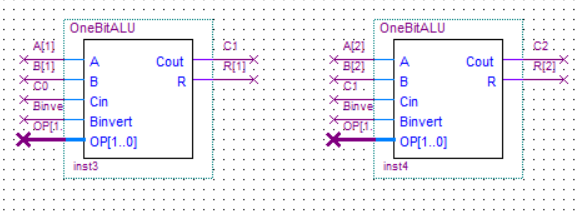 OneBitALU
A[1]
B[1]
C0
Binve
OP[1.
A
B
Cin
Binvert
OP[1..0]
Cout
R
C1
R[1]
inst3
OneBitALU
A[2]
B[2]
C1
Binve
OP[1.
A
B
Cin
Binvert
OP[1..0]
Cout
R
C2
R[2]
inst4